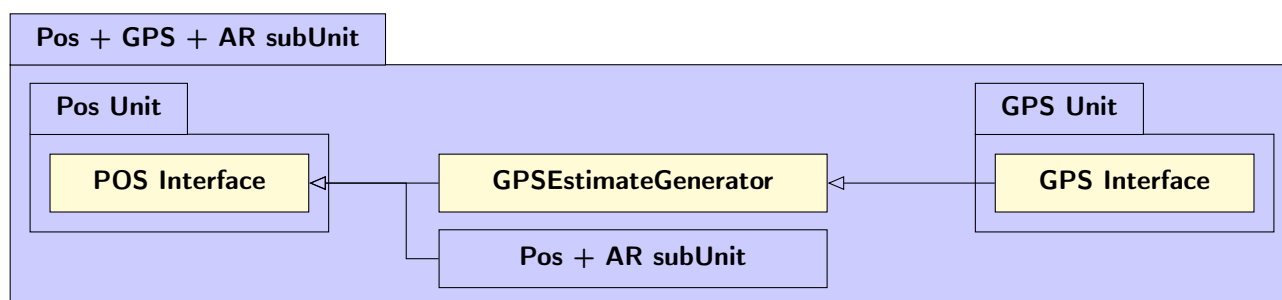 Pos + GPS + AR subUnit
Pos Unit
GPS Unit
POS Interface
GPSEstimateGenerator
GPS Interface
Pos + AR subUnit